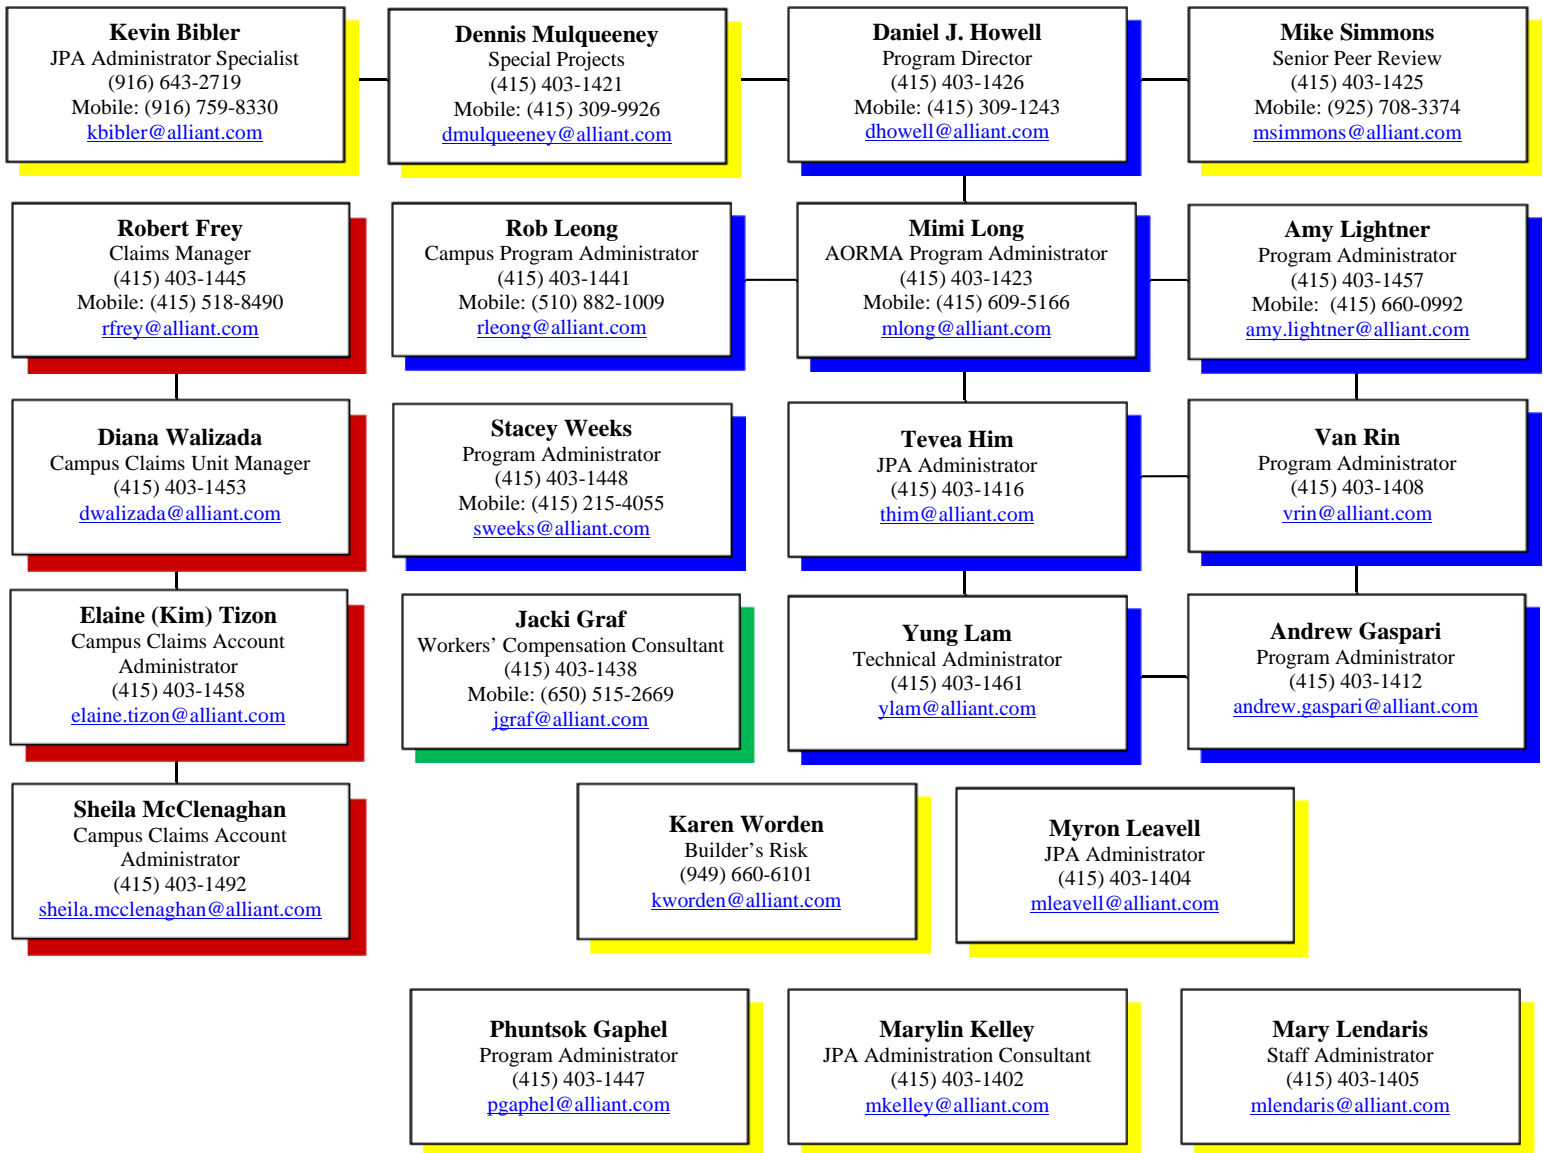 Kevin Bibler
JPA Administrator Specialist
(916) 643-2719
Mobile: (916) 759-8330
kbibler@alliant.com
Dennis Mulqueeney
Special Projects
(415) 403-1421
Mobile: (415) 309-9926
dmulqueeney@alliant.com
Daniel J. Howell
Program Director
(415) 403-1426
Mobile: (415) 309-1243
dhowell@alliant.com
Mike Simmons
Senior Peer Review
(415) 403-1425
Mobile: (925) 708-3374
msimmons@alliant.com
Robert Frey
Claims Manager
(415) 403-1445
Mobile: (415) 518-8490
rfrey@alliant.com
Rob Leong
Campus Program Administrator
(415) 403-1441
Mobile: (510) 882-1009
rleong@alliant.com
Mimi Long
AORMA Program Administrator
(415) 403-1423
Mobile: (415) 609-5166
mlong@alliant.com
Amy Lightner
Program Administrator
(415) 403-1457
Mobile:  (415) 660-0992
amy.lightner@alliant.com
Diana Walizada
Campus Claims Unit Manager
(415) 403-1453
dwalizada@alliant.com
Stacey Weeks
Program Administrator
(415) 403-1448
Mobile: (415) 215-4055
sweeks@alliant.com
Tevea Him
JPA Administrator
(415) 403-1416
thim@alliant.com
Van Rin
Program Administrator
(415) 403-1408
vrin@alliant.com
Elaine (Kim) Tizon
Campus Claims Account
Administrator
(415) 403-1458
elaine.tizon@alliant.com
Jacki Graf
Workers’ Compensation Consultant
(415) 403-1438
Mobile: (650) 515-2669
jgraf@alliant.com
Yung Lam
Technical Administrator
(415) 403-1461
ylam@alliant.com
Andrew Gaspari
Program Administrator
(415) 403-1412
andrew.gaspari@alliant.com
Sheila McClenaghan
Campus Claims Account
Administrator
(415) 403-1492
sheila.mcclenaghan@alliant.com
Karen Worden
Builder’s Risk
(949) 660-6101
kworden@alliant.com
Myron Leavell
JPA Administrator
(415) 403-1404
mleavell@alliant.com
Phuntsok Gaphel
Program Administrator
(415) 403-1447
pgaphel@alliant.com
Marylin Kelley
JPA Administration Consultant
(415) 403-1402
mkelley@alliant.com
Mary Lendaris
Staff Administrator
(415) 403-1405
mlendaris@alliant.com